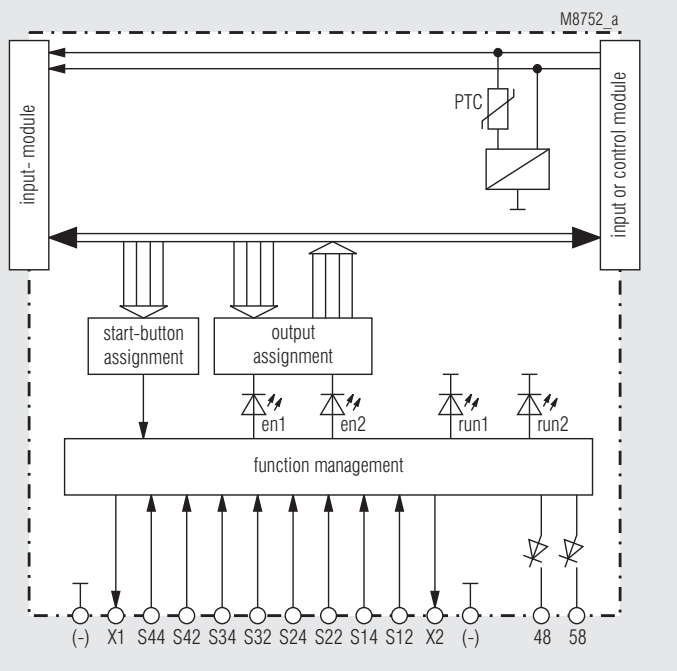 M8752_a
input- module
PTC
input or control module
start-button
assignment
output
assignment
en1
en2
run1
run2
function management
(-) X1 S44 S42 S34 S32 S24 S22 S14 S12 X2 (-) 48 58